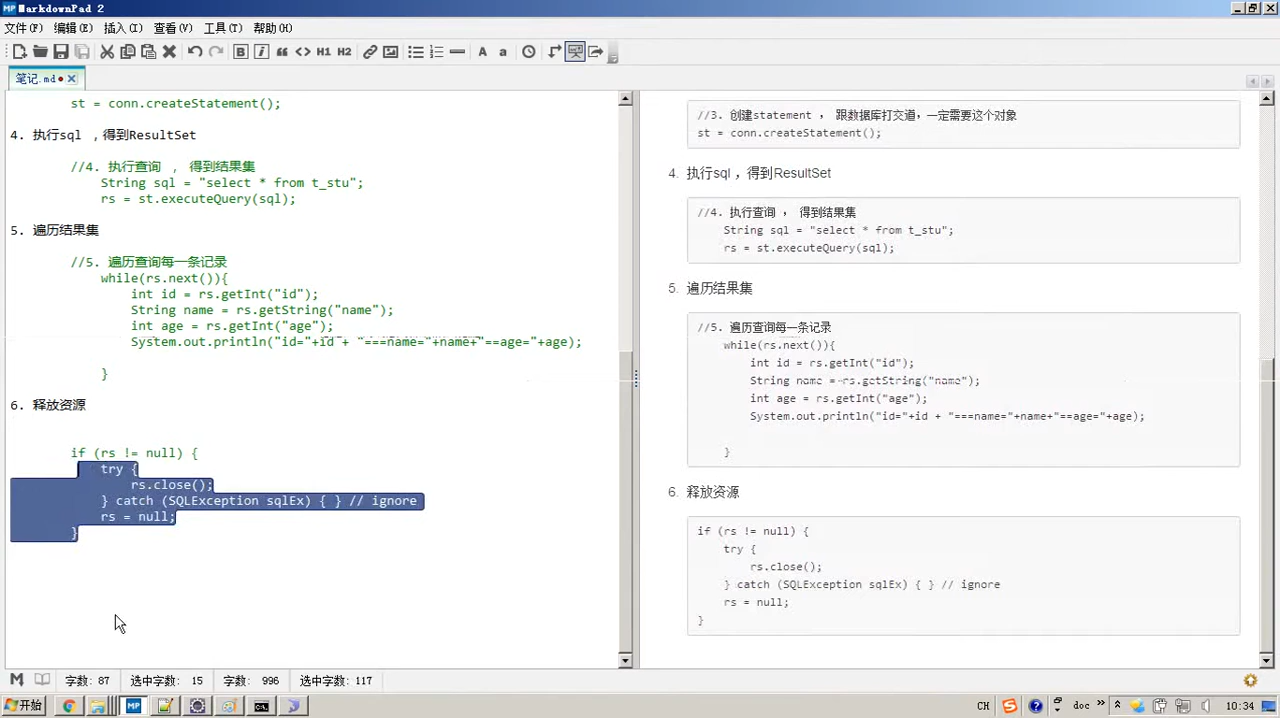 MarkdownPad 2
文件(F) 编辑(E) 插入(I) 查看(V) 工具(T) 帮助(H)
B i “ <> H1 H2 A a
笔记.md
st = conn.createStatement();
4. 执行sql ，得到ResultSet
//4. 执行查询 ， 得到结果集
String sql = "select * from t_stu";
rs = st.executeQuery(sql);
5. 遍历结果集
//5. 遍历查询每一条记录
while(rs.next()){
int id = rs.getInt("id");
String name = rs.getString("name");
int age = rs.getInt("age");
System.out.println("id="+id + "===name="+name+"==age="+age);
}
6. 释放资源
if (rs != null) {
try {
rs.close();
} catch (SQLException sqlEx) { } // ignore
rs = null;
}
//3. 创建statement ， 跟数据库打交道，一定需要这个对象
st = conn.createStatement();
4. 执行sql ，得到ResultSet
//4. 执行查询 ， 得到结果集
String sql = "select * from t_stu";
rs = st.executeQuery(sql);
5. 遍历结果集
//5. 遍历查询每一条记录
while(rs.next()){
int id = rs.getInt("id");
String name = rs.getString("name");
int age = rs.getInt("age");
System.out.println("id="+id + "===name="+name+"==age="+age);
}
6. 释放资源
if (rs != null) {
try {
rs.close();
} catch (SQLException sqlEx) { } // ignore
rs = null;
}
字数: 87 选中字数: 15 字数: 996 选中字数: 117
开始 MP CH doc » 10:34